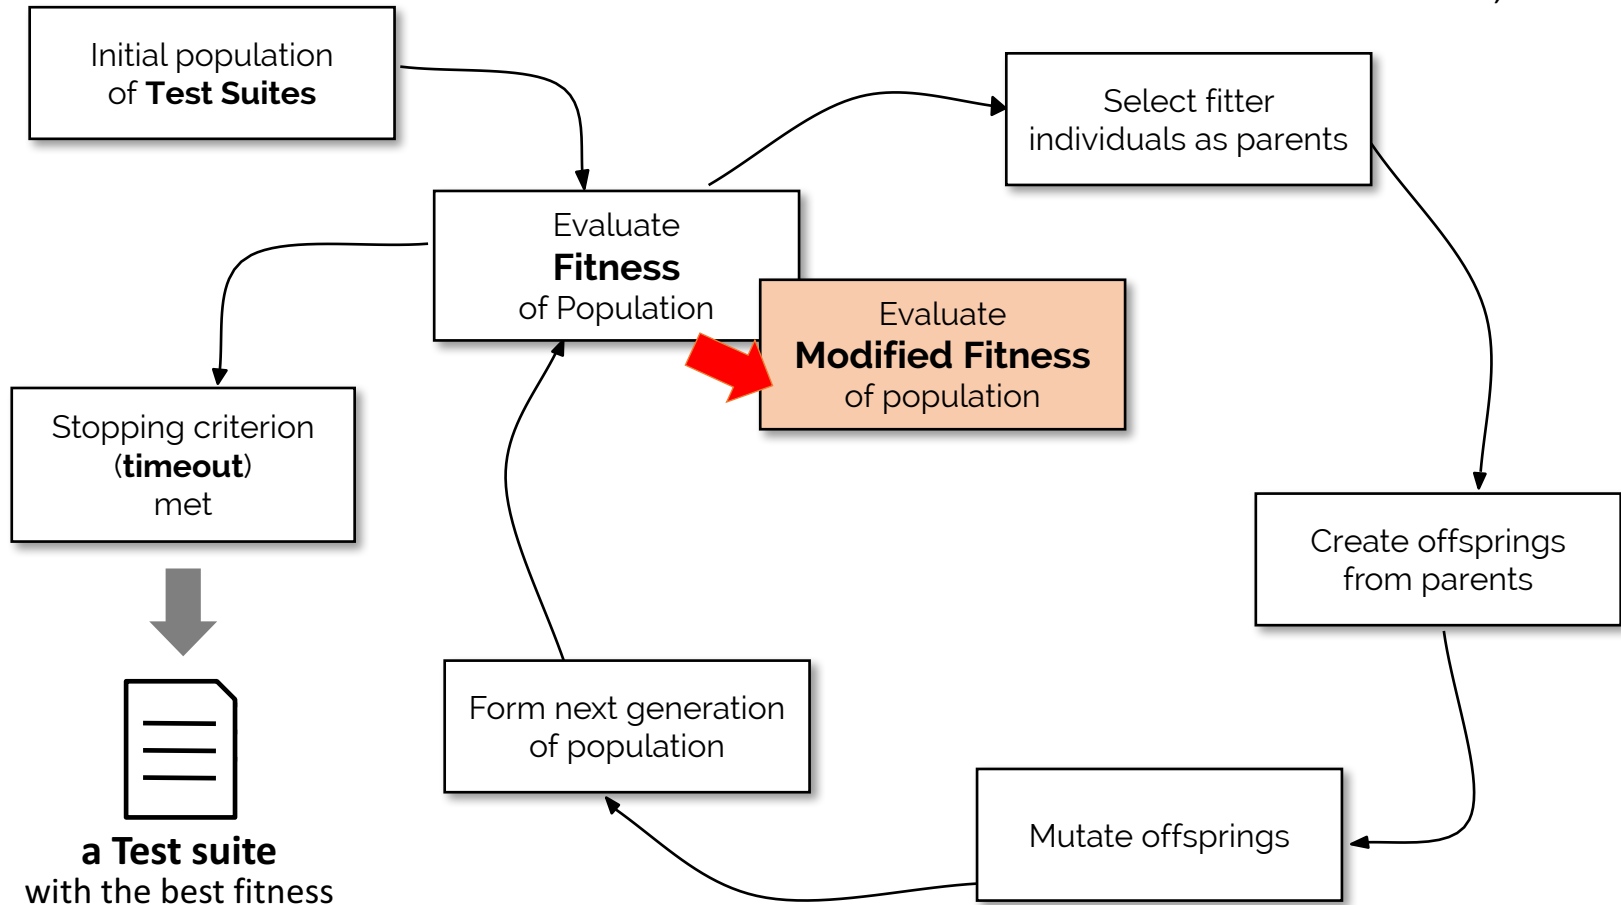 Initial population
of Test Suites
Select fitter
individuals as parents
Evaluate
Fitness
of Population
Evaluate
Modified Fitness
of population
Stopping criterion
(timeout)
met
Create offsprings
from parents
Form next generation
of population
Mutate offsprings
a Test suite
with the best fitness